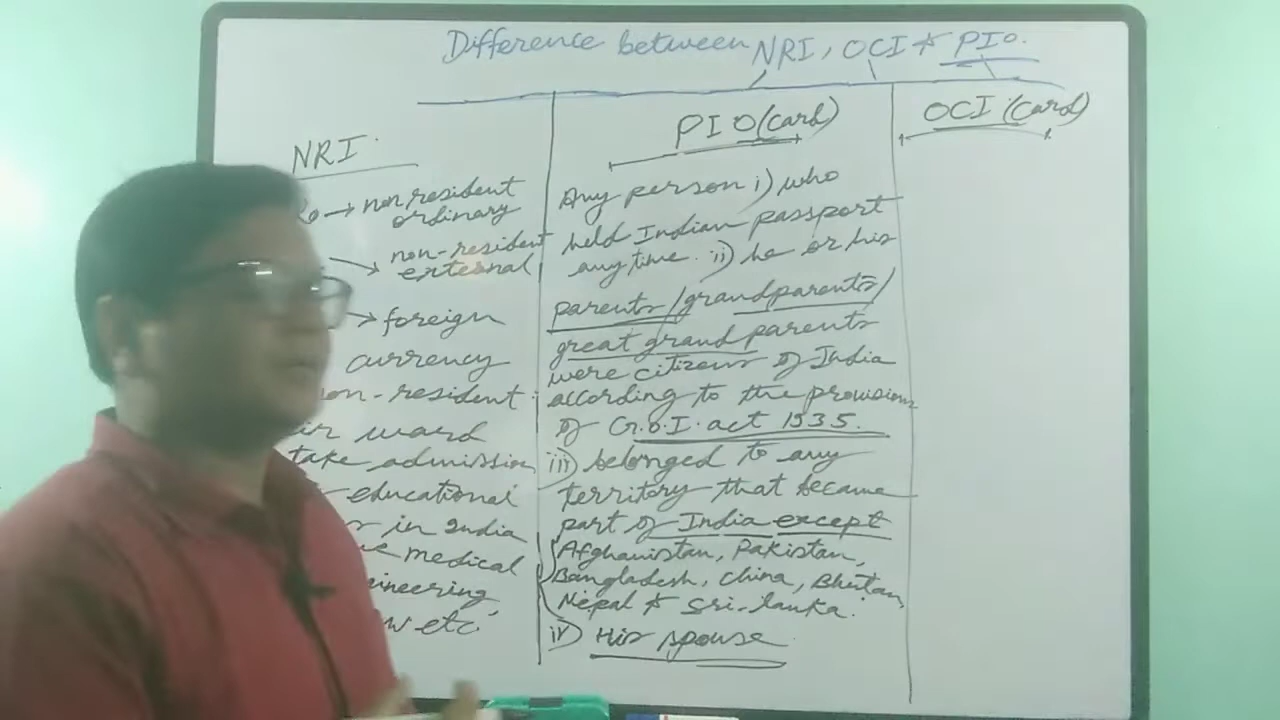 Difference between NRI, OCI & PIO.
NRI.
→ non resident
ordinary
→ non-resident
external
→ foreign
currency
non-resident
ward
take admission
educational
in India
medical
etc
PIO (Card)
Any person i) who
held Indian passport
any time. ii) he or his
parents/grandparents/
great grand parents
were citizens of India
according to the provisions
of G.O.I. act 1935.
iii) belonged to any
territory that became
part of India except
Afghanistan, Pakistan,
Bangladesh, China, Bhutan,
Nepal & Sri-lanka.
iv) His spouse
OCI (Card)